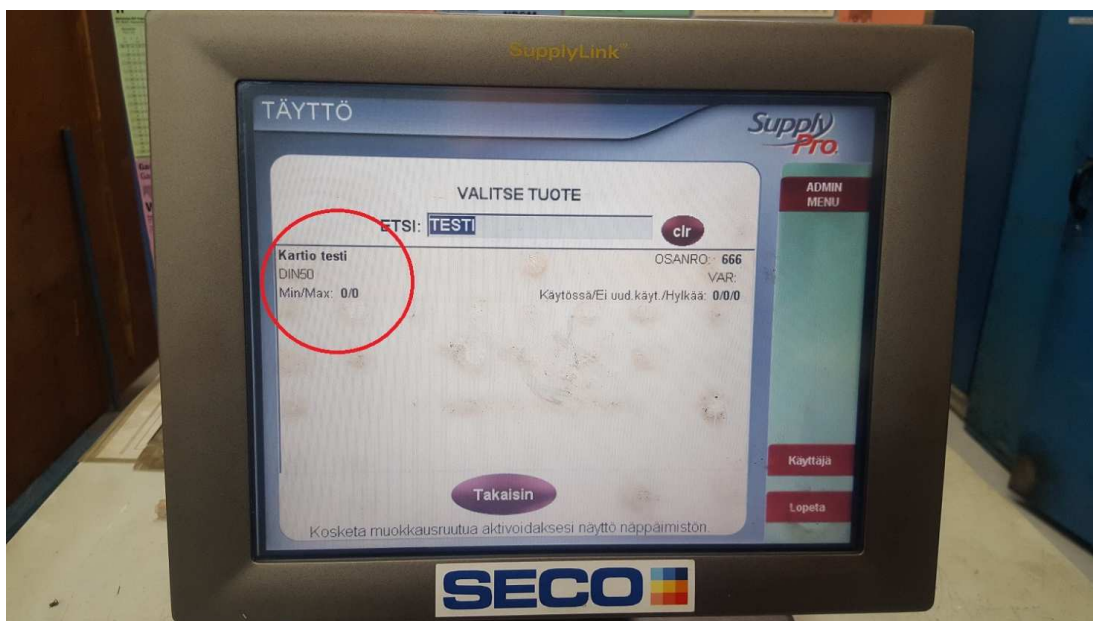 SupplyLink™
TÄYTTÖ
Supply
Pro.
VALITSE TUOTE
ADMIN
MENU
ETSI: TESTI clr
Kartio testi OSANRO: 666
DIN50 VAR:
Min/Max: 0/0 Käytössä/Ei uud.käyt./Hylkää: 0/0/0
Käyttäjä
Takaisin
Lopeta
Kosketa muokkausruutua aktivoidaksesi näyttö näppäimistön.
SECO